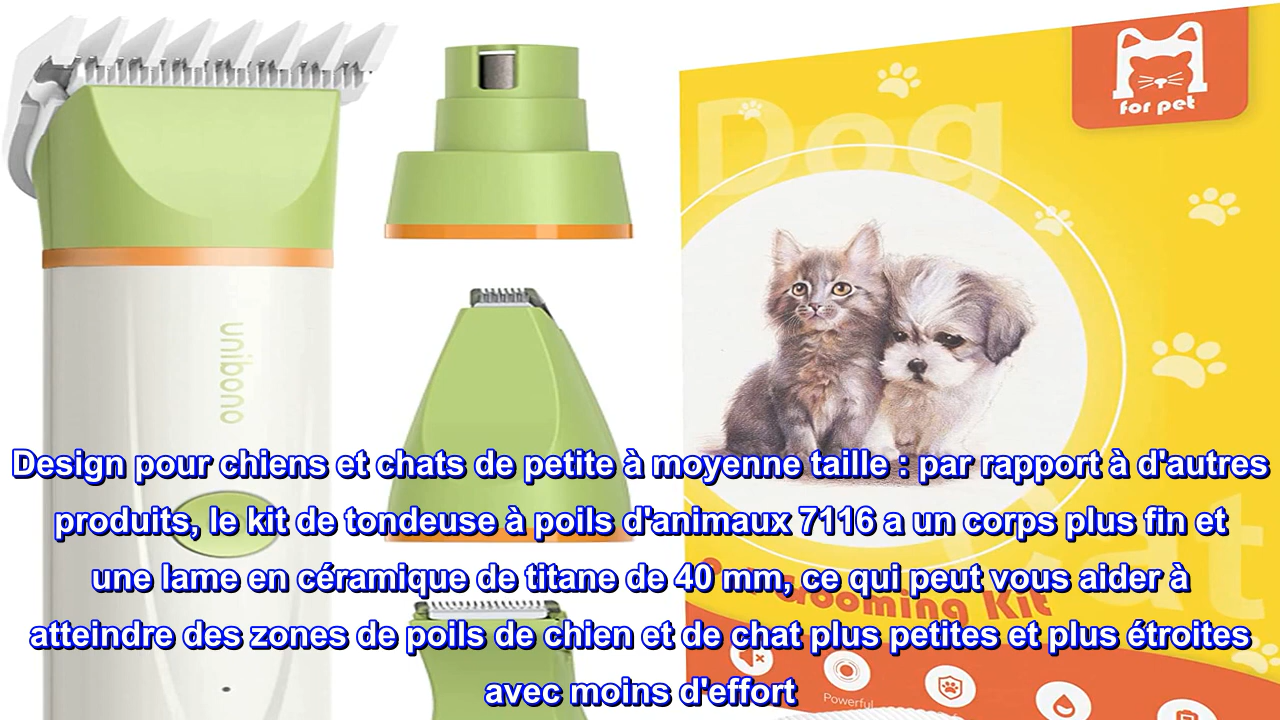 Dog
for pet
unibono
Design pour chiens et chats de petite à moyenne taille : par rapport à d'autres
produits, le kit de tondeuse à poils d'animaux 7116 a un corps plus fin et
une lame en céramique de titane de 40 mm, ce qui peut vous aider à
atteindre des zones de poils de chien et de chat plus petites et plus étroites
avec moins d'effort
Cat
Grooming Kit
Powerful